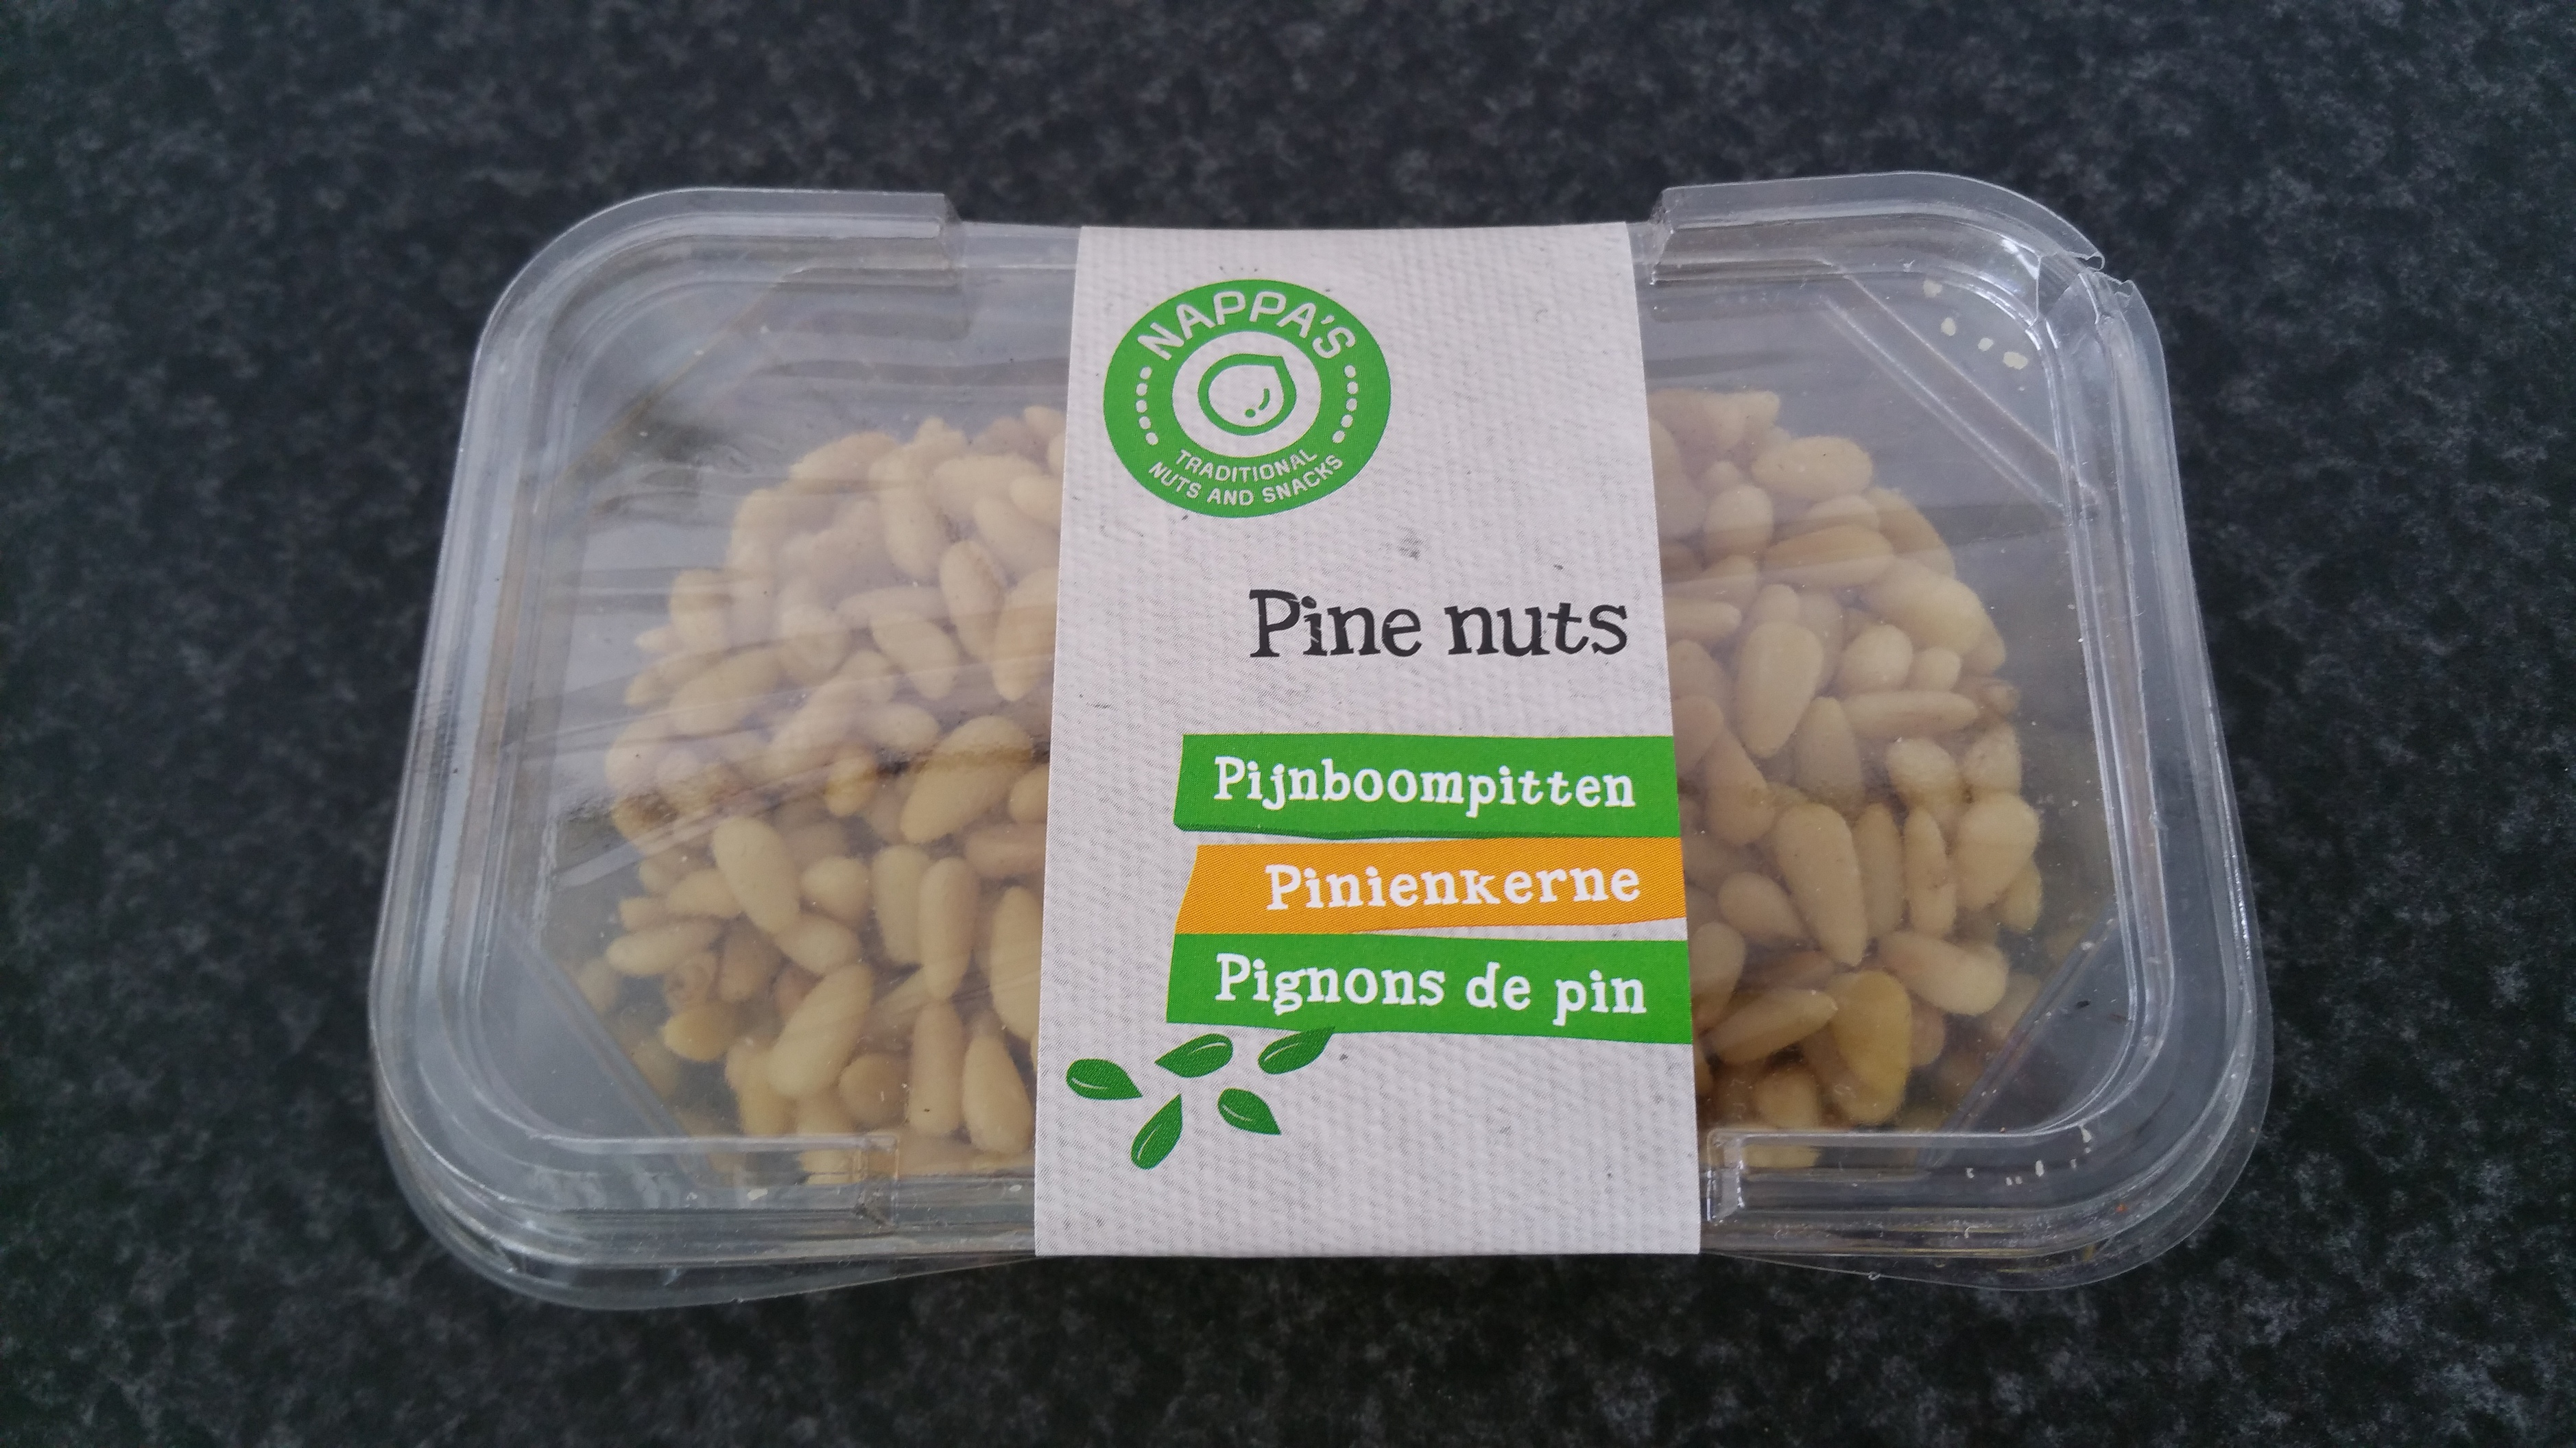 NAPPA'S
TRADITIONAL
NUTS AND SNACKS
Pine nuts
Pijnboompitten
Pinienkerne
Pignons de pin